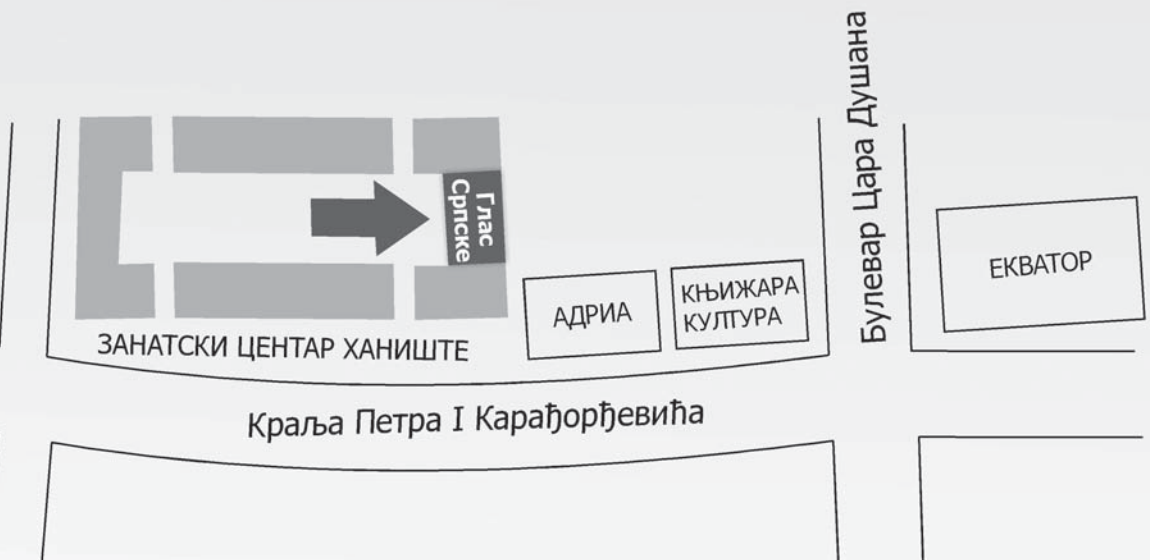 Булевар Цара Душана
Глас
Српске
ЕКВАТОР
АДРИА
КЊИЖАРА
КУЛТУРА
ЗАНАТСКИ ЦЕНТАР ХАНИШТЕ
Краља Петра I Карађорђевића